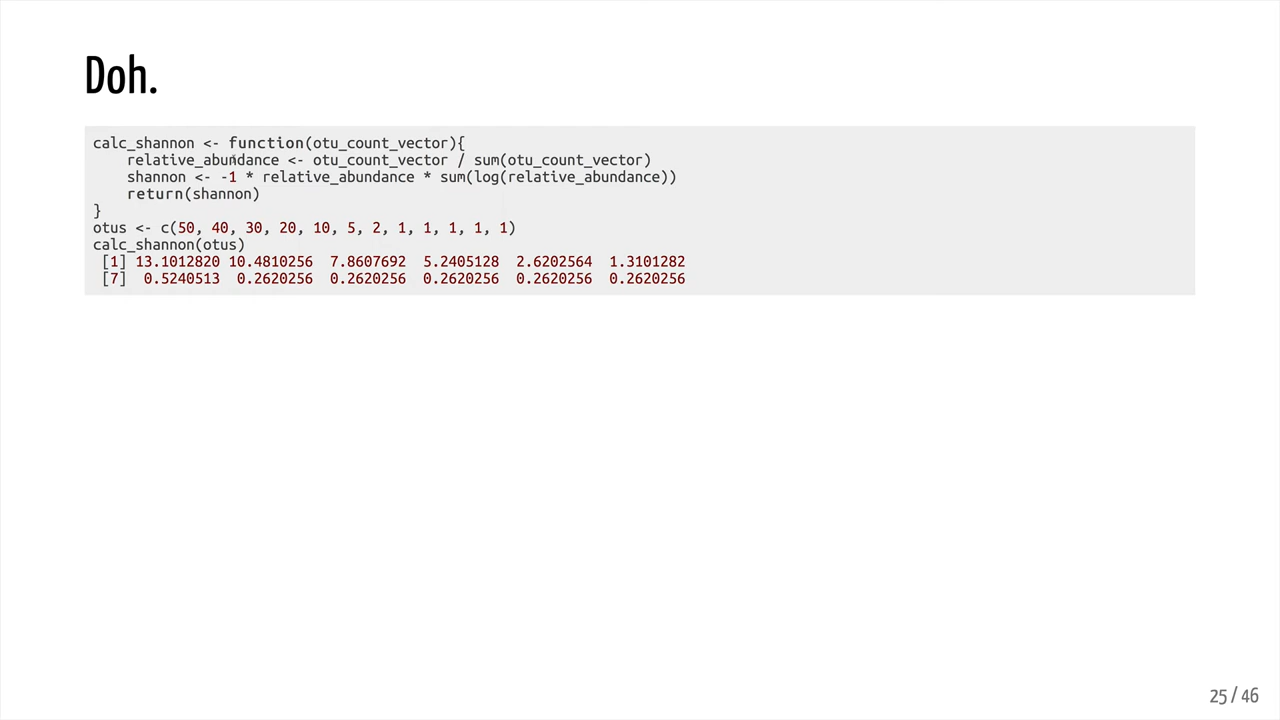 Doh.
calc_shannon <- function(otu_count_vector){
    relative_abundance <- otu_count_vector / sum(otu_count_vector)
    shannon <- -1 * relative_abundance * sum(log(relative_abundance))
    return(shannon)
}
otus <- c(50, 40, 30, 20, 10, 5, 2, 1, 1, 1, 1, 1)
calc_shannon(otus)
 [1] 13.1012820 10.4810256  7.8607692  5.2405128  2.6202564  1.3101282
 [7]  0.5240513  0.2620256  0.2620256  0.2620256  0.2620256  0.2620256
25 / 46